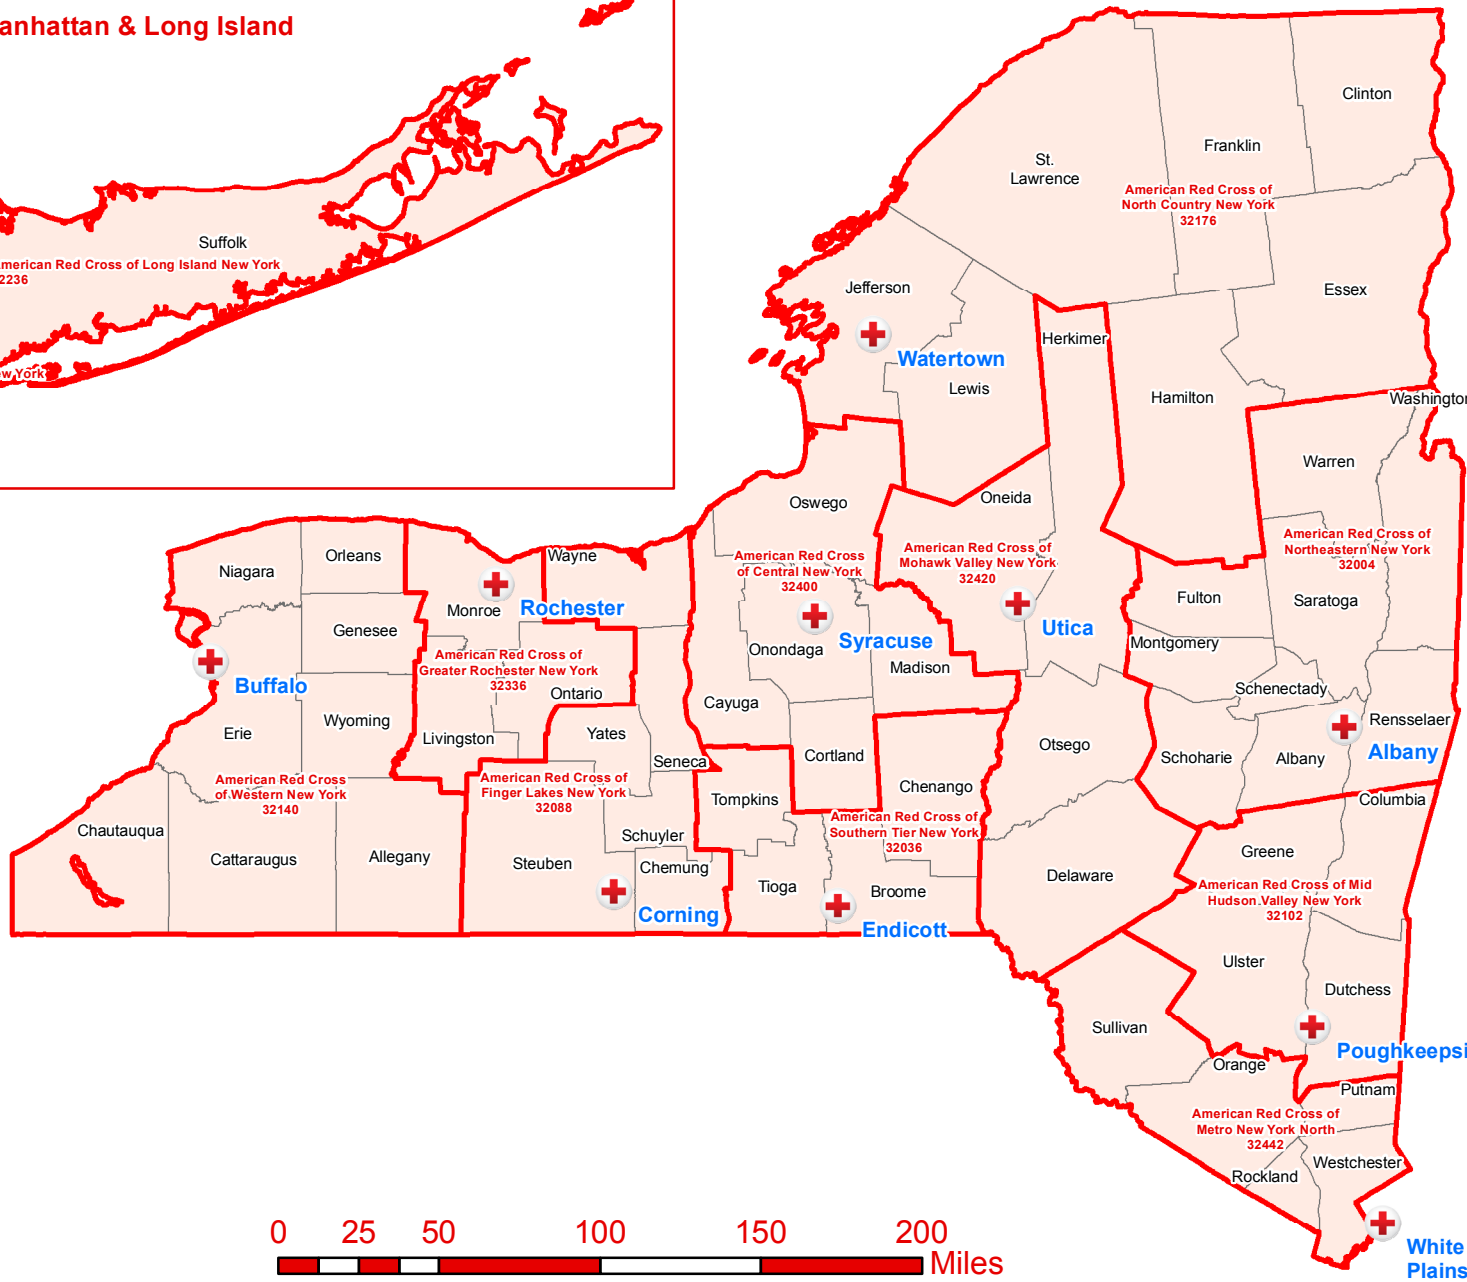 anhattan & Long Island
Suffolk
merican Red Cross of Long Island New York
2236
w York
Clinton
Franklin
St.
Lawrence
American Red Cross of
North Country New York
32176
Essex
Jefferson
Herkimer
Watertown
Lewis
Hamilton
Washington
Warren
Oneida
Oswego
American Red Cross of
Northeastern New York
32004
American Red Cross
of Central New York
32400
American Red Cross of
Mohawk Valley New York
32420
Orleans
Wayne
Niagara
Monroe
Rochester
Genesee
Fulton
Saratoga
Utica
Syracuse
Onondaga
Montgomery
Madison
American Red Cross of
Greater Rochester New York
32336
Buffalo
Ontario
Schenectady
Cayuga
Wyoming
Rensselaer
Erie
Yates
Livingston
Otsego
Albany
Cortland
Schoharie
Albany
Seneca
American Red Cross
of Western New York
32140
American Red Cross of
Finger Lakes New York
32088
Chenango
Tompkins
Columbia
American Red Cross of
Southern Tier New York
32036
Chautauqua
Schuyler
Greene
Cattaraugus
Allegany
Steuben
Chemung
Delaware
Tioga
Broome
American Red Cross of Mid
Hudson Valley New York
32102
Corning
Endicott
Ulster
Dutchess
Sullivan
Poughkeepsi
Orange
Putnam
American Red Cross of
Metro New York North
32442
Westchester
Rockland
White
Plains
0 25 50 100 150 200
Miles